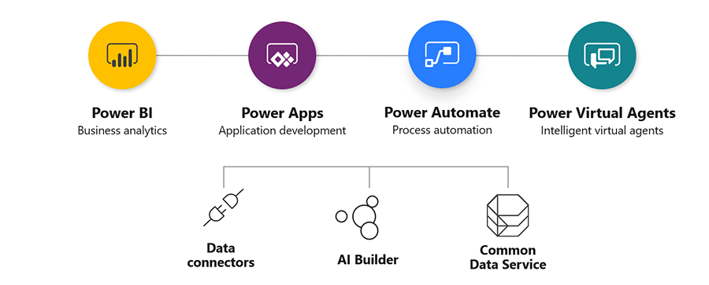 Power BI
Business analytics
Power Apps
Application development
Power Automate
Process automation
Power Virtual Agents
Intelligent virtual agents
Data
connectors
AI Builder
Common
Data Service